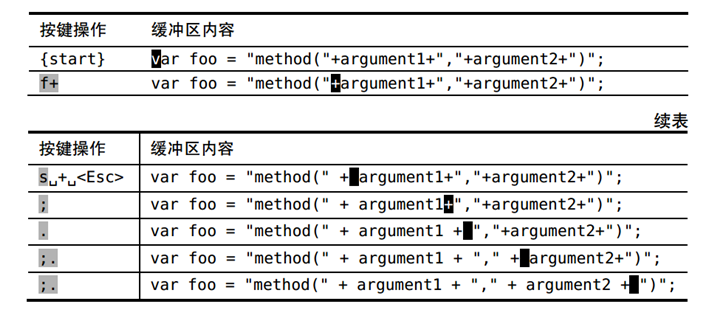 按键操作 缓冲区内容
{start} var foo = "method("+argument1+","+argument2+")";
f+ var foo = "method("+argument1+","+argument2+")";
续表
按键操作 缓冲区内容
s␣+␣<Esc> var foo = "method(" + argument1+","+argument2+")";
; var foo = "method(" + argument1+","+argument2+")";
. var foo = "method(" + argument1 + ","+argument2+")";
;. var foo = "method(" + argument1 + "," + argument2+")";
;. var foo = "method(" + argument1 + "," + argument2 + ")";